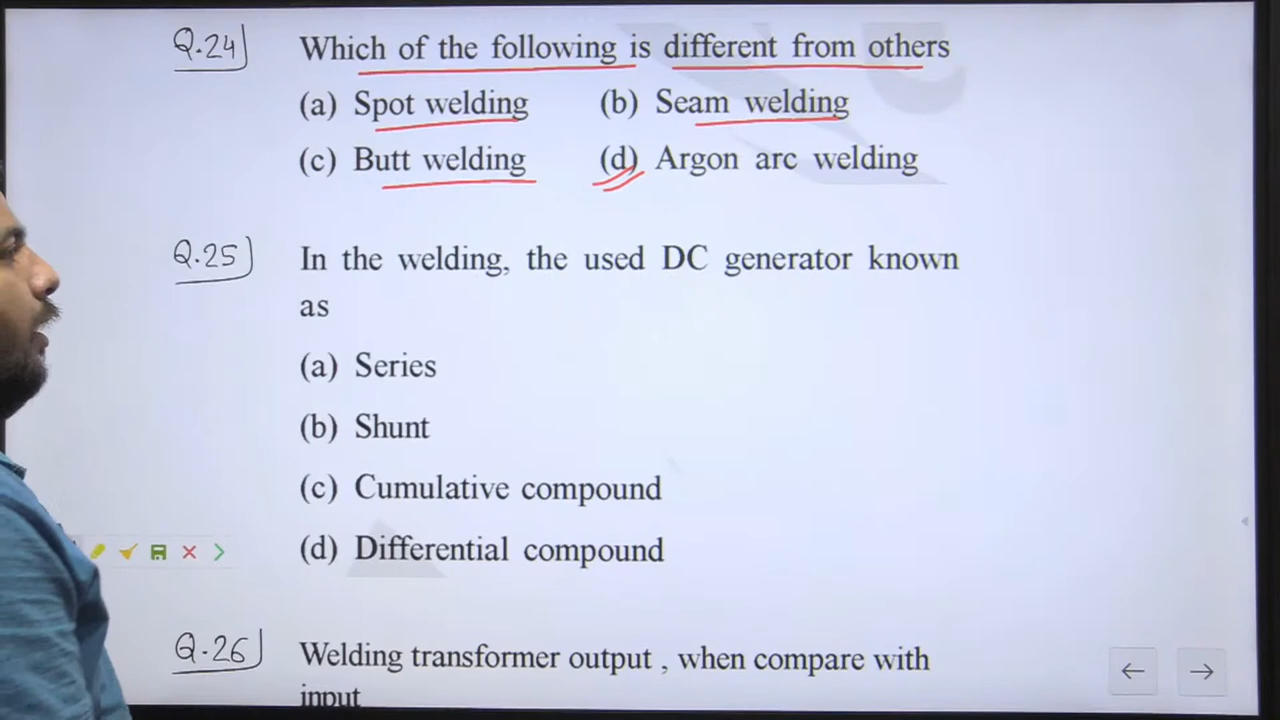 Q.24 Which of the following is different from others
(a) Spot welding (b) Seam welding
(c) Butt welding (d) Argon arc welding
Q.25 In the welding, the used DC generator known
as
(a) Series
(b) Shunt
(c) Cumulative compound
(d) Differential compound
Q.26 Welding transformer output , when compare with
input